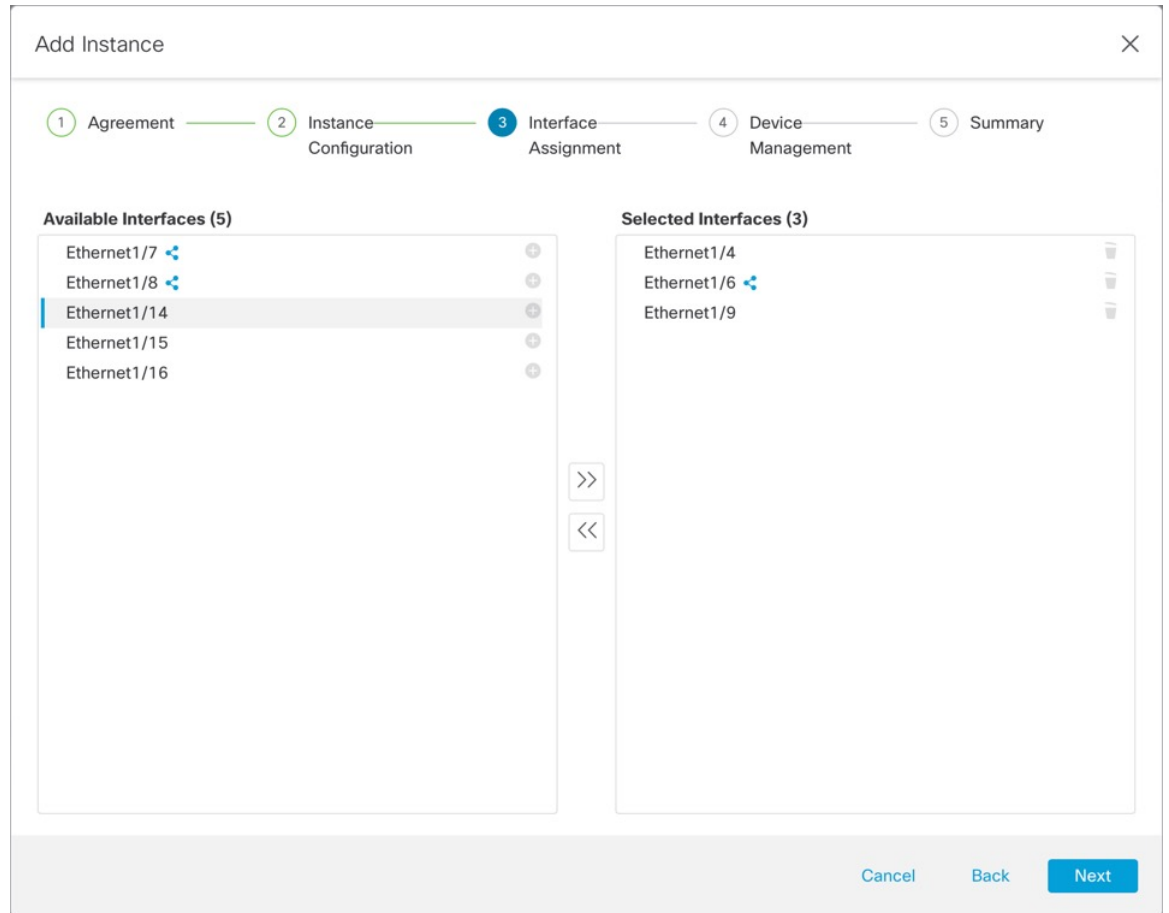 Add Instance
1 Agreement 2 Instance Configuration 3 Interface Assignment 4 Device Management 5 Summary
Available Interfaces (5)
Ethernet1/7
Ethernet1/8
Ethernet1/14
Ethernet1/15
Ethernet1/16
Selected Interfaces (3)
Ethernet1/4
Ethernet1/6
Ethernet1/9
Cancel Back Next